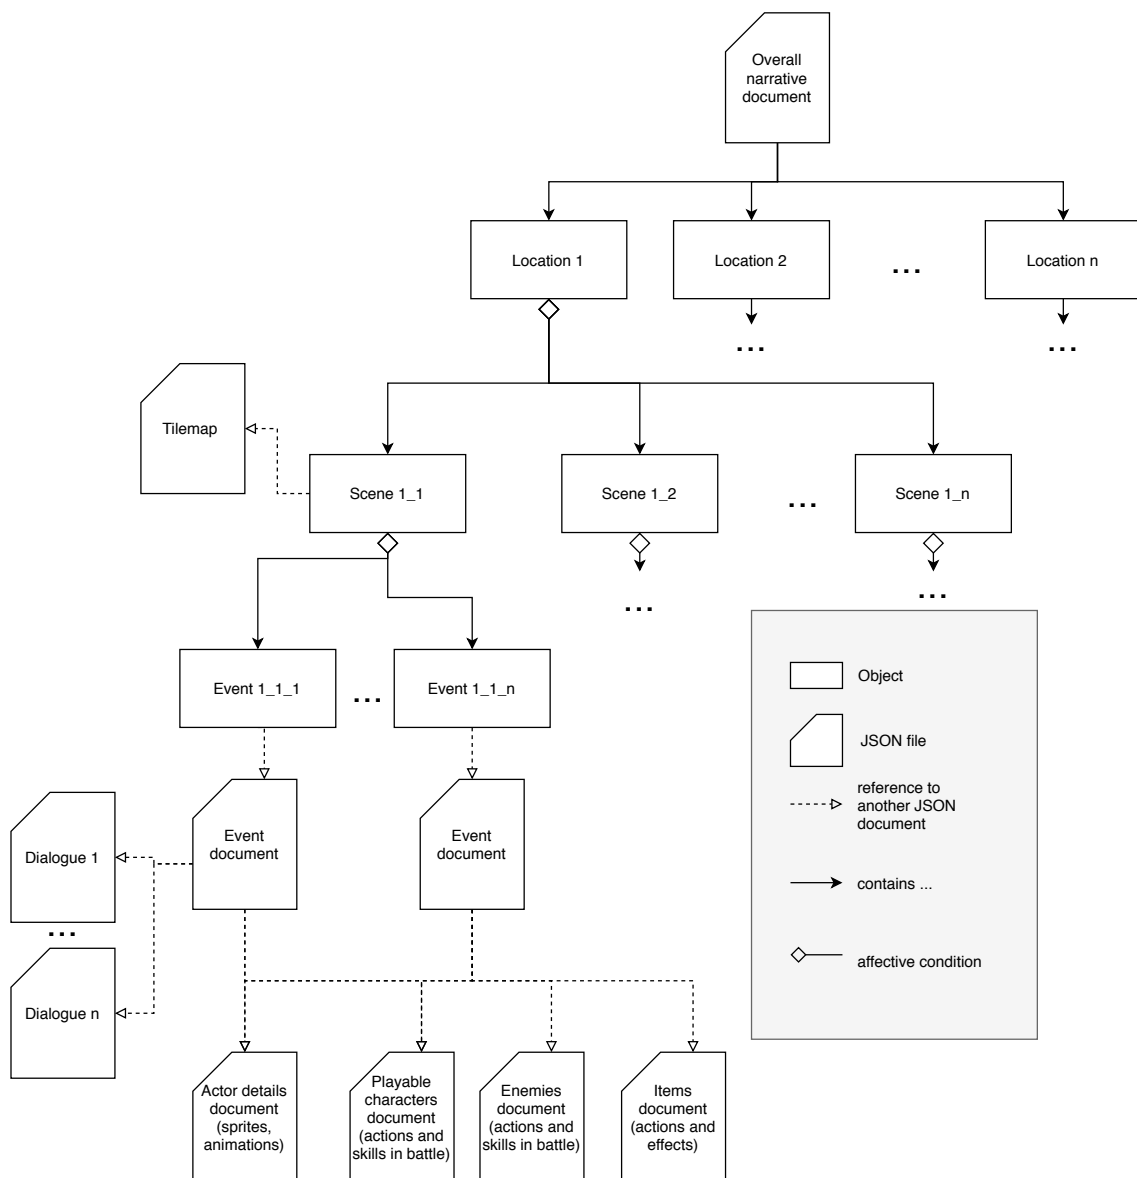 Overall
narrative
document
Location 1
Location 2
...
Location n
...
...
Tilemap
Scene 1_1
Scene 1_2
...
Scene 1_n
...
...
Event 1_1_1
...
Event 1_1_n
Object
JSON file
reference to
another JSON
document
contains ...
affective condition
Event
document
Event
document
Dialogue 1
...
Dialogue n
Actor details
document
(sprites,
animations)
Playable
characters
document
(actions and
skills in battle)
Enemies
document
(actions and
skills in battle)
Items
document
(actions and
effects)